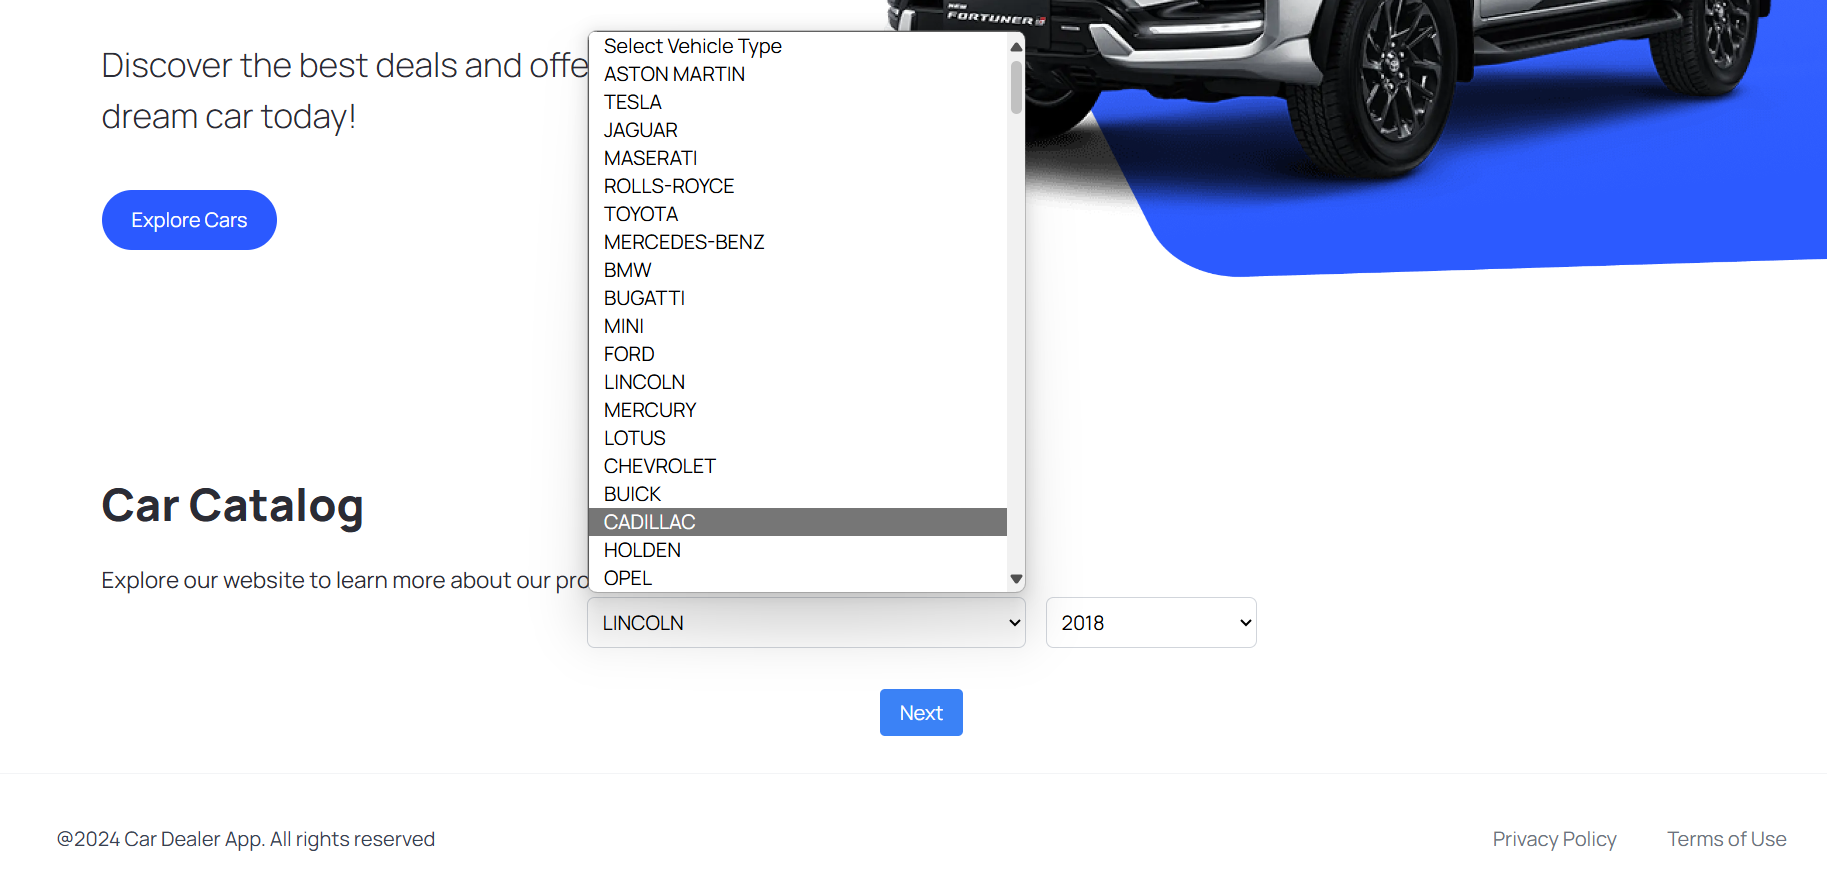 NEW
FORTUNER GR
Discover the best deals and offe
dream car today!
Explore Cars
Select Vehicle Type
ASTON MARTIN
TESLA
JAGUAR
MASERATI
ROLLS-ROYCE
TOYOTA
MERCEDES-BENZ
BMW
BUGATTI
MINI
FORD
LINCOLN
MERCURY
LOTUS
CHEVROLET
BUICK
CADILLAC
HOLDEN
OPEL
Car Catalog
Explore our website to learn more about our pro
LINCOLN
2018
Next
@2024 Car Dealer App. All rights reserved
Privacy Policy
Terms of Use